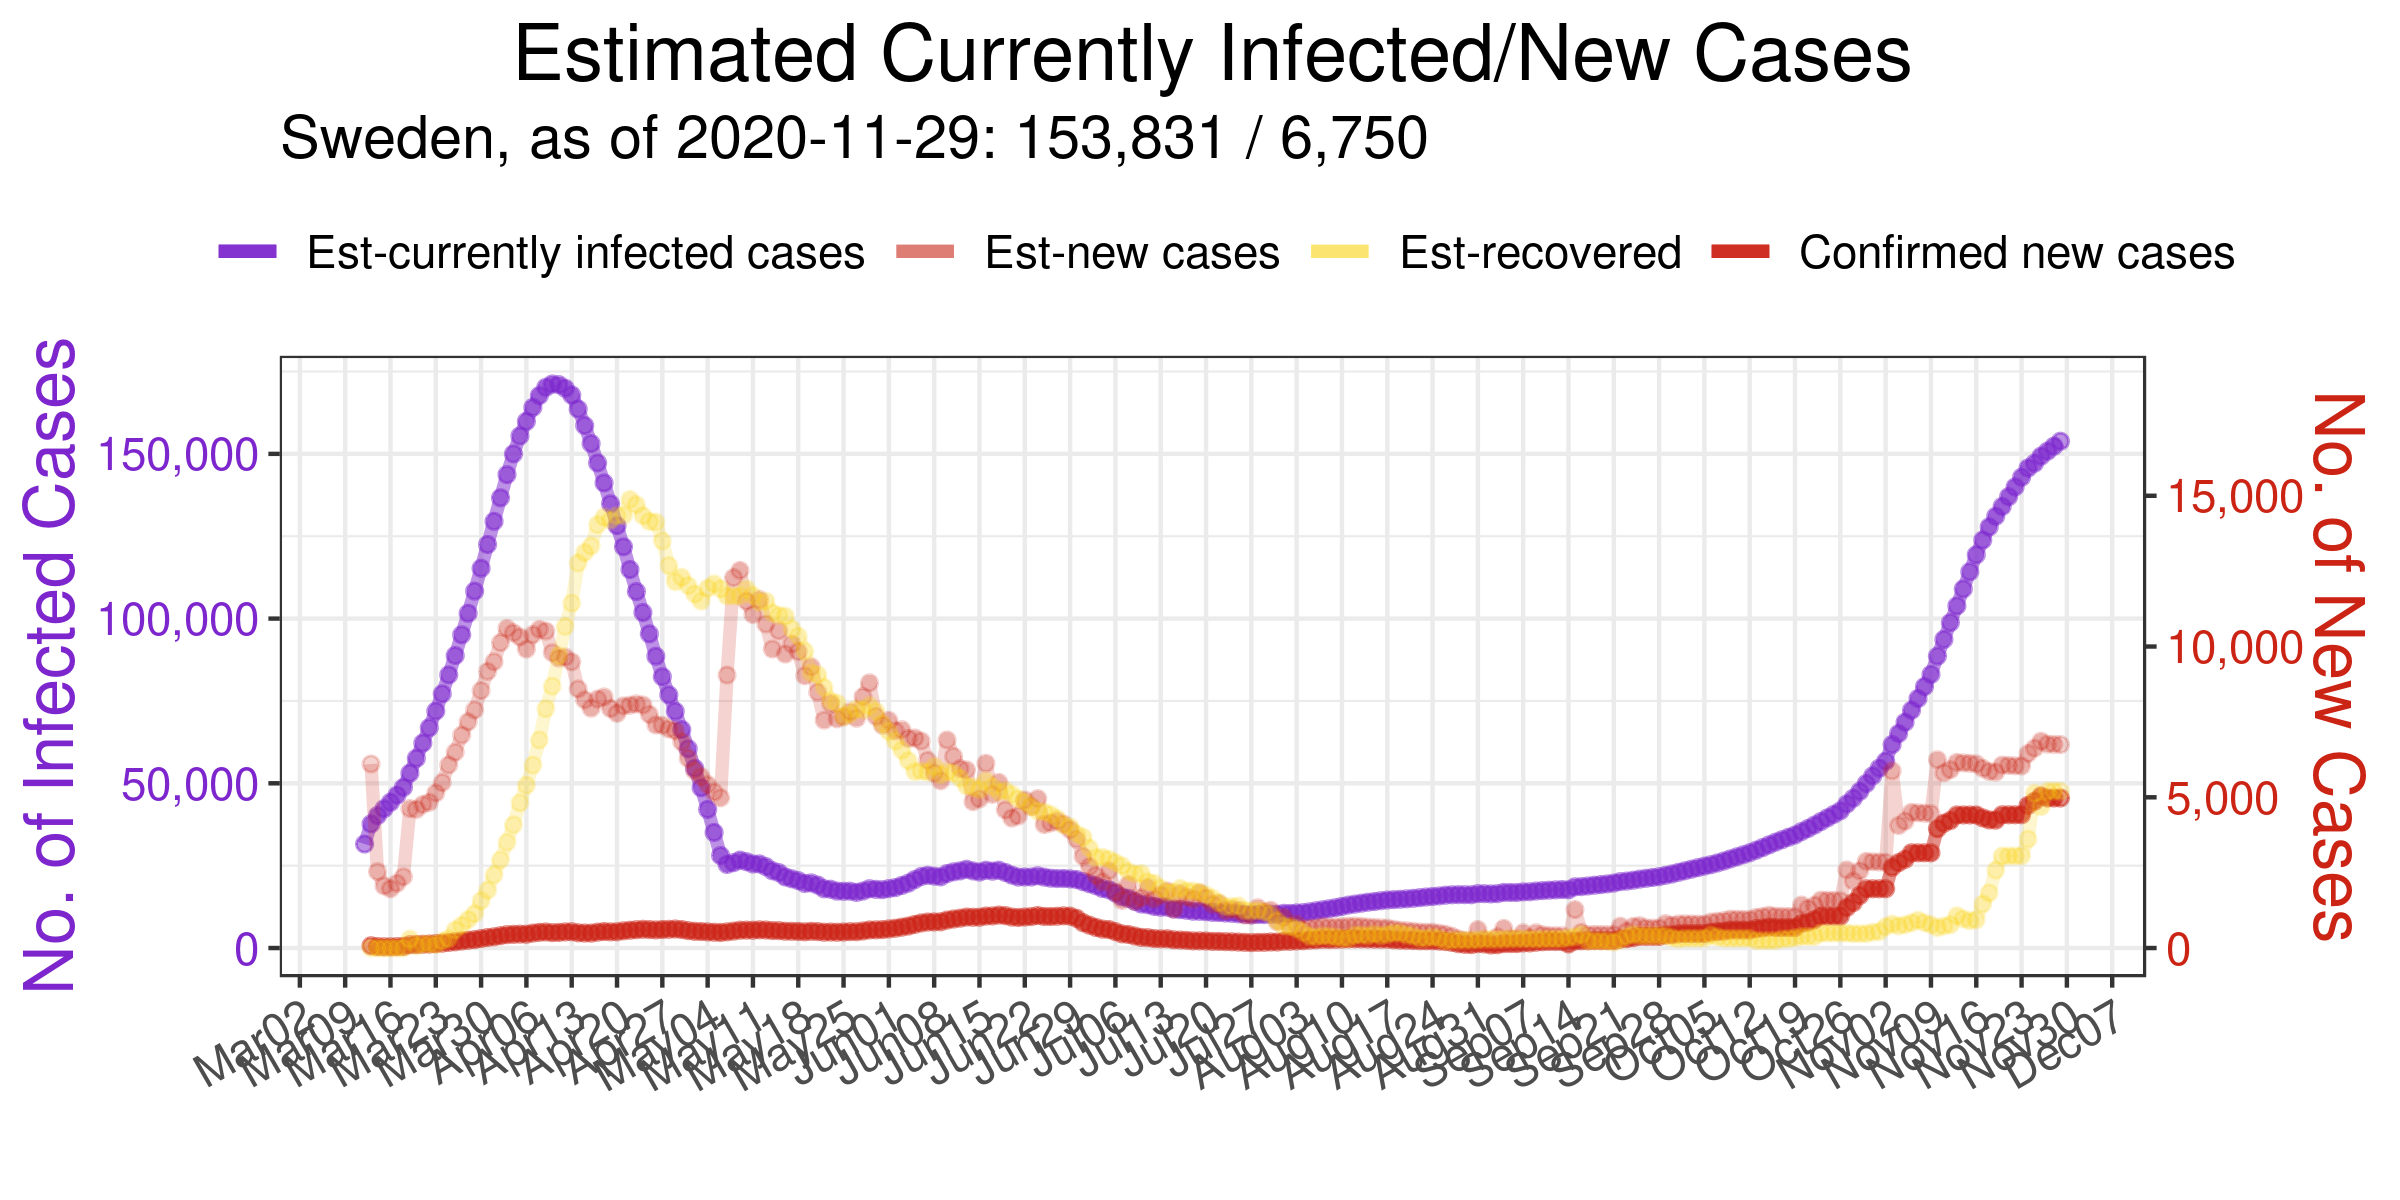 Estimated Currently Infected/New Cases
Sweden, as of 2020-11-29: 153,831 / 6,750
Est-currently infected cases
Est-new cases
Est-recovered
Confirmed new cases
No. of Infected Cases
150,000
100,000
50,000
0
15,000
10,000
5,000
0
No. of New Cases
Mar02
Mar09
Mar16
Mar23
Mar30
Apr06
Apr13
Apr20
Apr27
May04
May11
May18
May25
Jun01
Jun08
Jun15
Jun22
Jun29
Jul06
Jul13
Jul20
Jul27
Aug03
Aug10
Aug17
Aug24
Aug31
Sep07
Sep14
Sep21
Sep28
Oct05
Oct12
Oct19
Oct26
Nov02
Nov09
Nov16
Nov23
Nov30
Dec07